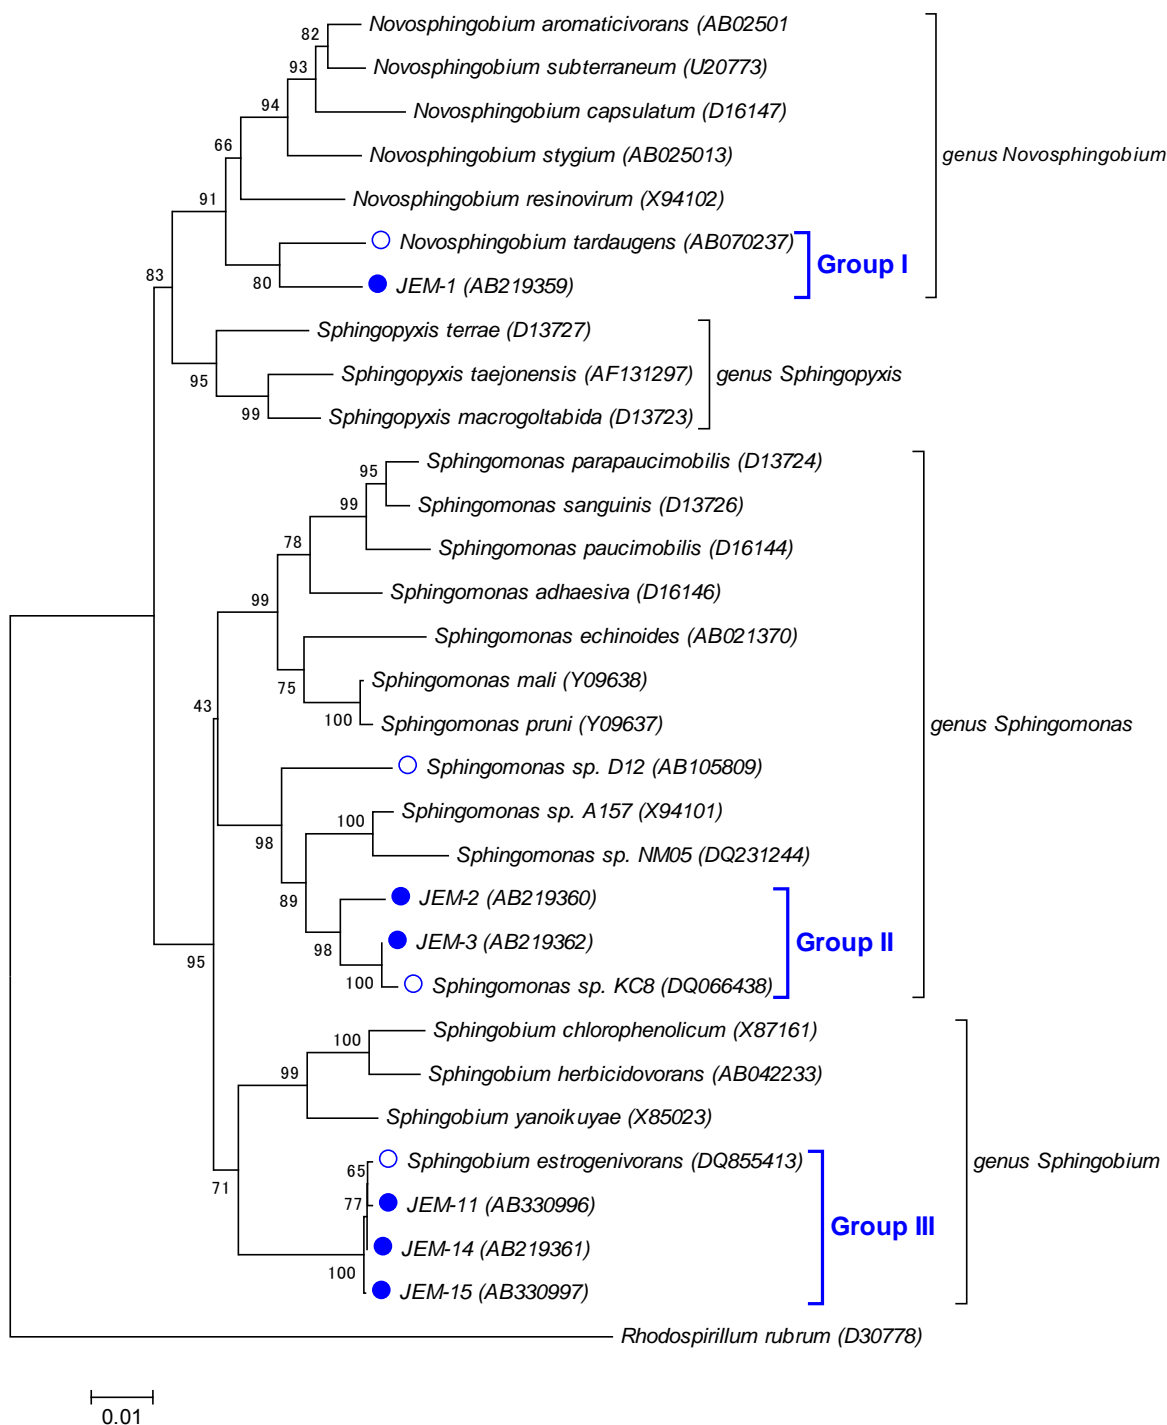 Novosphingobium aromaticivorans (AB02501
82
Novosphingobium subterraneum (U20773)
93
Novosphingobium capsulatum (D16147)
94
Novosphingobium stygium (AB025013)
genus Novosphingobium
66
Novosphingobium resinovirum (X94102)
91
Novosphingobium tardaugens (AB070237)
Group I
80
JEM-1 (AB219359)
83
Sphingopyxis terrae (D13727)
95
Sphingopyxis taejonensis (AF131297)
genus Sphingopyxis
99
Sphingopyxis macrogoltabida (D13723)
Sphingomonas parapaucimobilis (D13724)
95
Sphingomonas sanguinis (D13726)
99
Sphingomonas paucimobilis (D16144)
78
Sphingomonas adhaesiva (D16146)
99
Sphingomonas echinoides (AB021370)
75
Sphingomonas mali (Y09638)
100
Sphingomonas pruni (Y09637)
43
genus Sphingomonas
Sphingomonas sp. D12 (AB105809)
98
Sphingomonas sp. A157 (X94101)
100
Sphingomonas sp. NM05 (DQ231244)
89
JEM-2 (AB219360)
98
JEM-3 (AB219362)
Group II
100
Sphingomonas sp. KC8 (DQ066438)
95
Sphingobium chlorophenolicum (X87161)
100
Sphingobium herbicidovorans (AB042233)
99
Sphingobium yanoikuyae (X85023)
Sphingobium estrogenivorans (DQ855413)
genus Sphingobium
65
71
77
JEM-11 (AB330996)
Group III
JEM-14 (AB219361)
100
JEM-15 (AB330997)
Rhodospirillum rubrum (D30778)
0.01